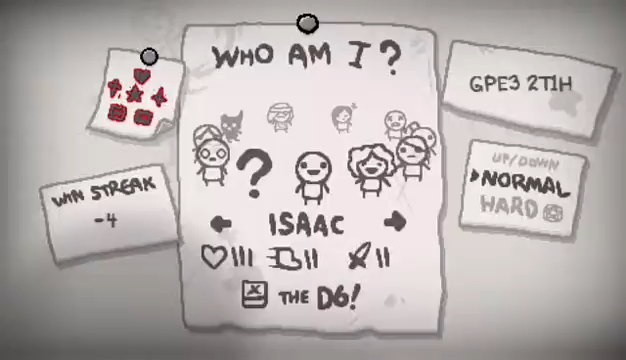 WHO AM I?
GPE3 2T1H
WIN STREAK
-4
UP/DOWN
NORMAL
HARD
?
ISAAC
THE D6!